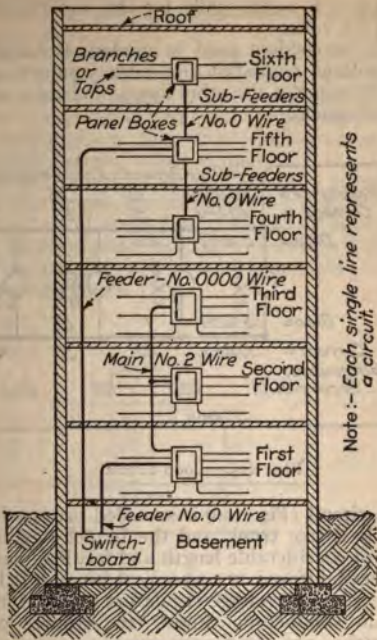 Roof
Branches
or
Taps
Sixth
Floor
Sub-Feeders
Panel Boxes
No. 0 Wire
Fifth
Floor
Sub-Feeders
No. 0 Wire
Fourth
Floor
Feeder - No. 0000 Wire
Third
Floor
Main No. 2 Wire
Second
Floor
First
Floor
Feeder No. 0 Wire
Switch-
board
Basement
Note:- Each single line represents
a circuit.